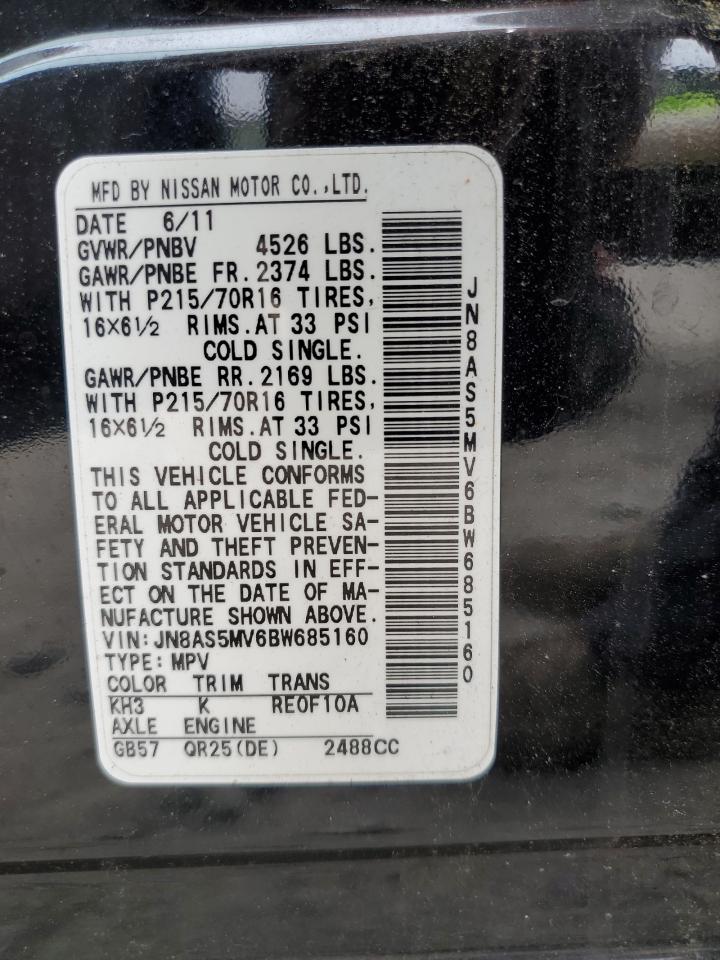 MFD BY NISSAN MOTOR CO.,LTD.
DATE 6/11
GVWR/PNBV 4526 LBS.
GAWR/PNBE FR. 2374 LBS.
WITH P215/70R16 TIRES,
16×6½ RIMS. AT 33 PSI
COLD SINGLE.
GAWR/PNBE RR. 2169 LBS.
WITH P215/70R16 TIRES,
16×6½ RIMS. AT 33 PSI
COLD SINGLE.
THIS VEHICLE CONFORMS
TO ALL APPLICABLE FED-
ERAL MOTOR VEHICLE SA-
FETY AND THEFT PREVEN-
TION STANDARDS IN EFF-
ECT ON THE DATE OF MA-
NUFACTURE SHOWN ABOVE.
VIN: JN8AS5MV6BW685160
TYPE: MPV
COLOR TRIM TRANS
KH3 K RE0F10A
AXLE ENGINE
GB57 QR25(DE) 2488CC
JN8AS5MV6BW685160